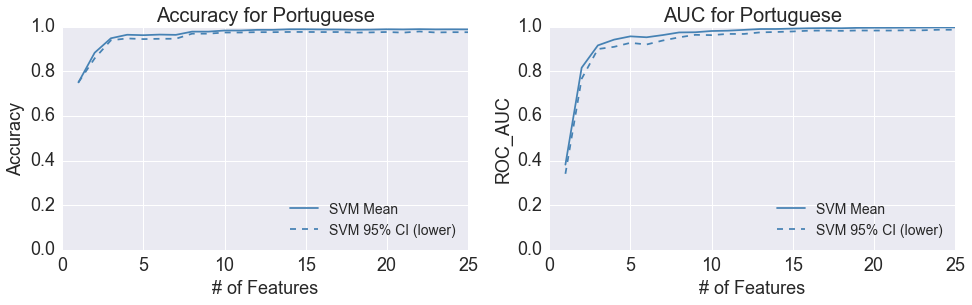 Accuracy for Portuguese
1.0
0.8
0.6
0.4
0.2
0.0
Accuracy
SVM Mean
SVM 95% CI (lower)
0 5 10 15 20 25
# of Features
AUC for Portuguese
1.0
0.8
0.6
0.4
0.2
0.0
ROC_AUC
SVM Mean
SVM 95% CI (lower)
0 5 10 15 20 25
# of Features